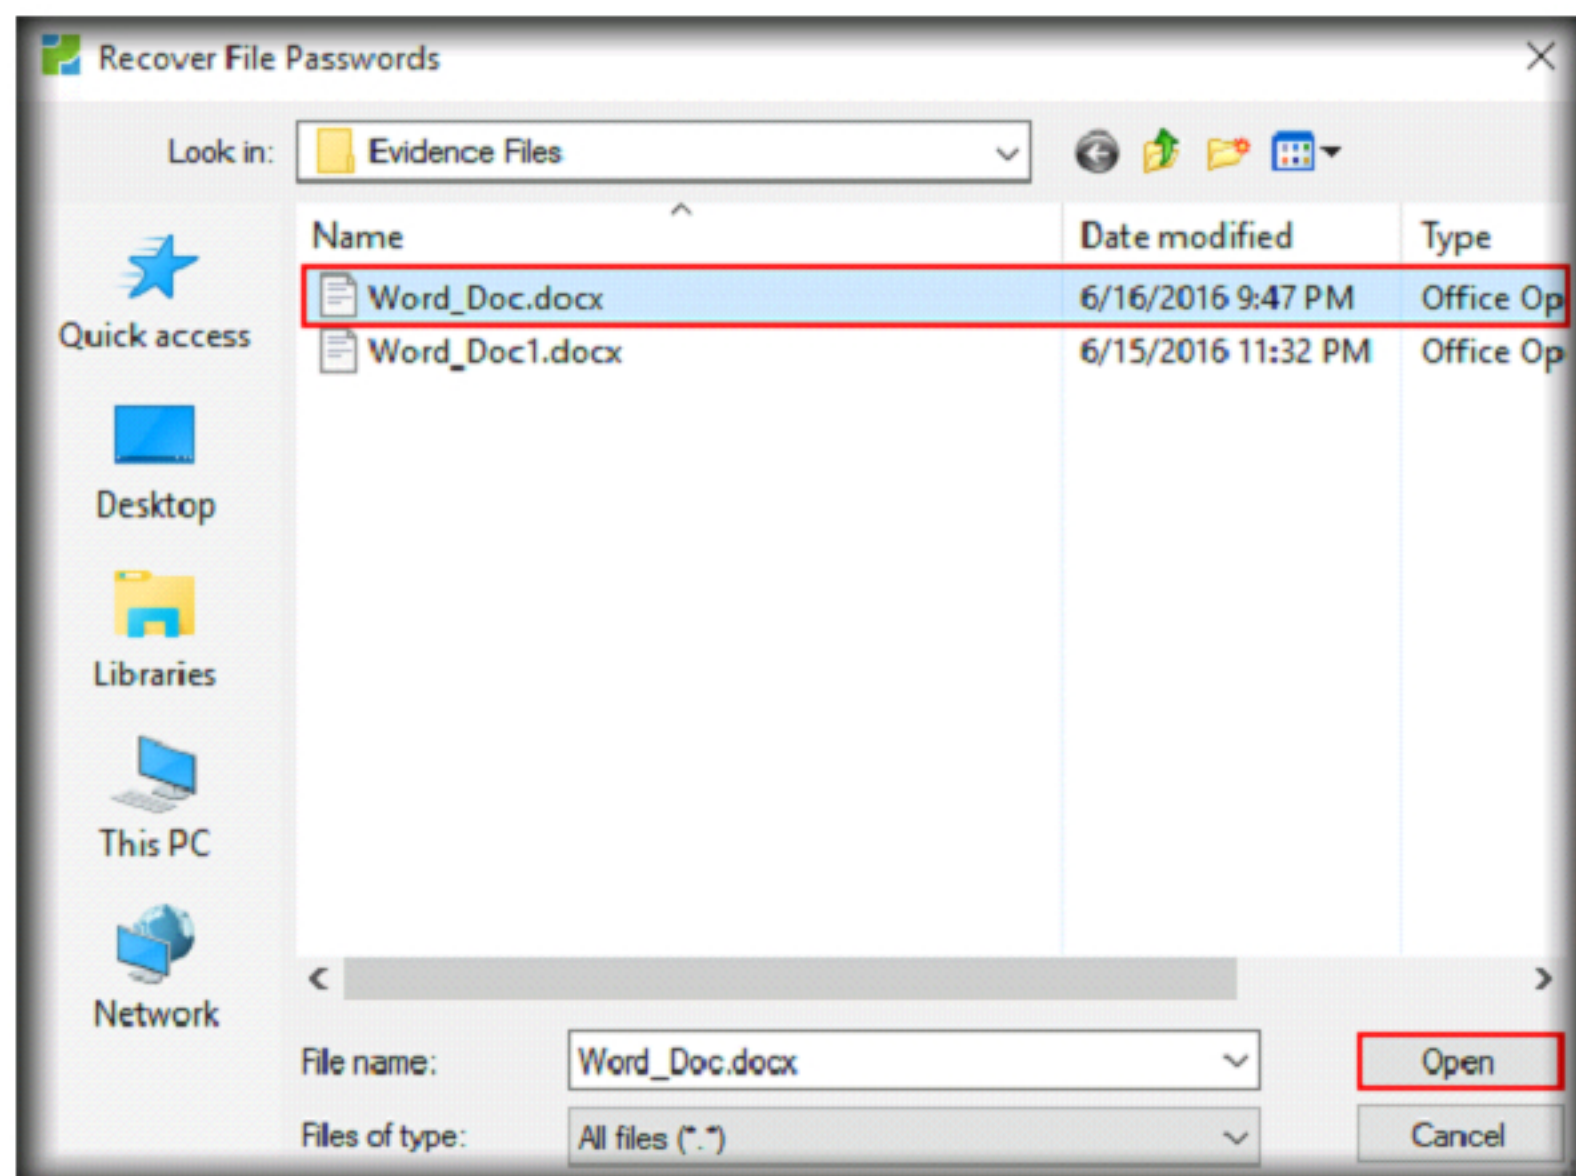 Recover File Passwords
Look in: Evidence Files
Name Date modified Type
Word_Doc.docx 6/16/2016 9:47 PM Office Op
Word_Doc1.docx 6/15/2016 11:32 PM Office Op
Quick access
Desktop
Libraries
This PC
Network
File name: Word_Doc.docx Open
Files of type: All files (*.*) Cancel